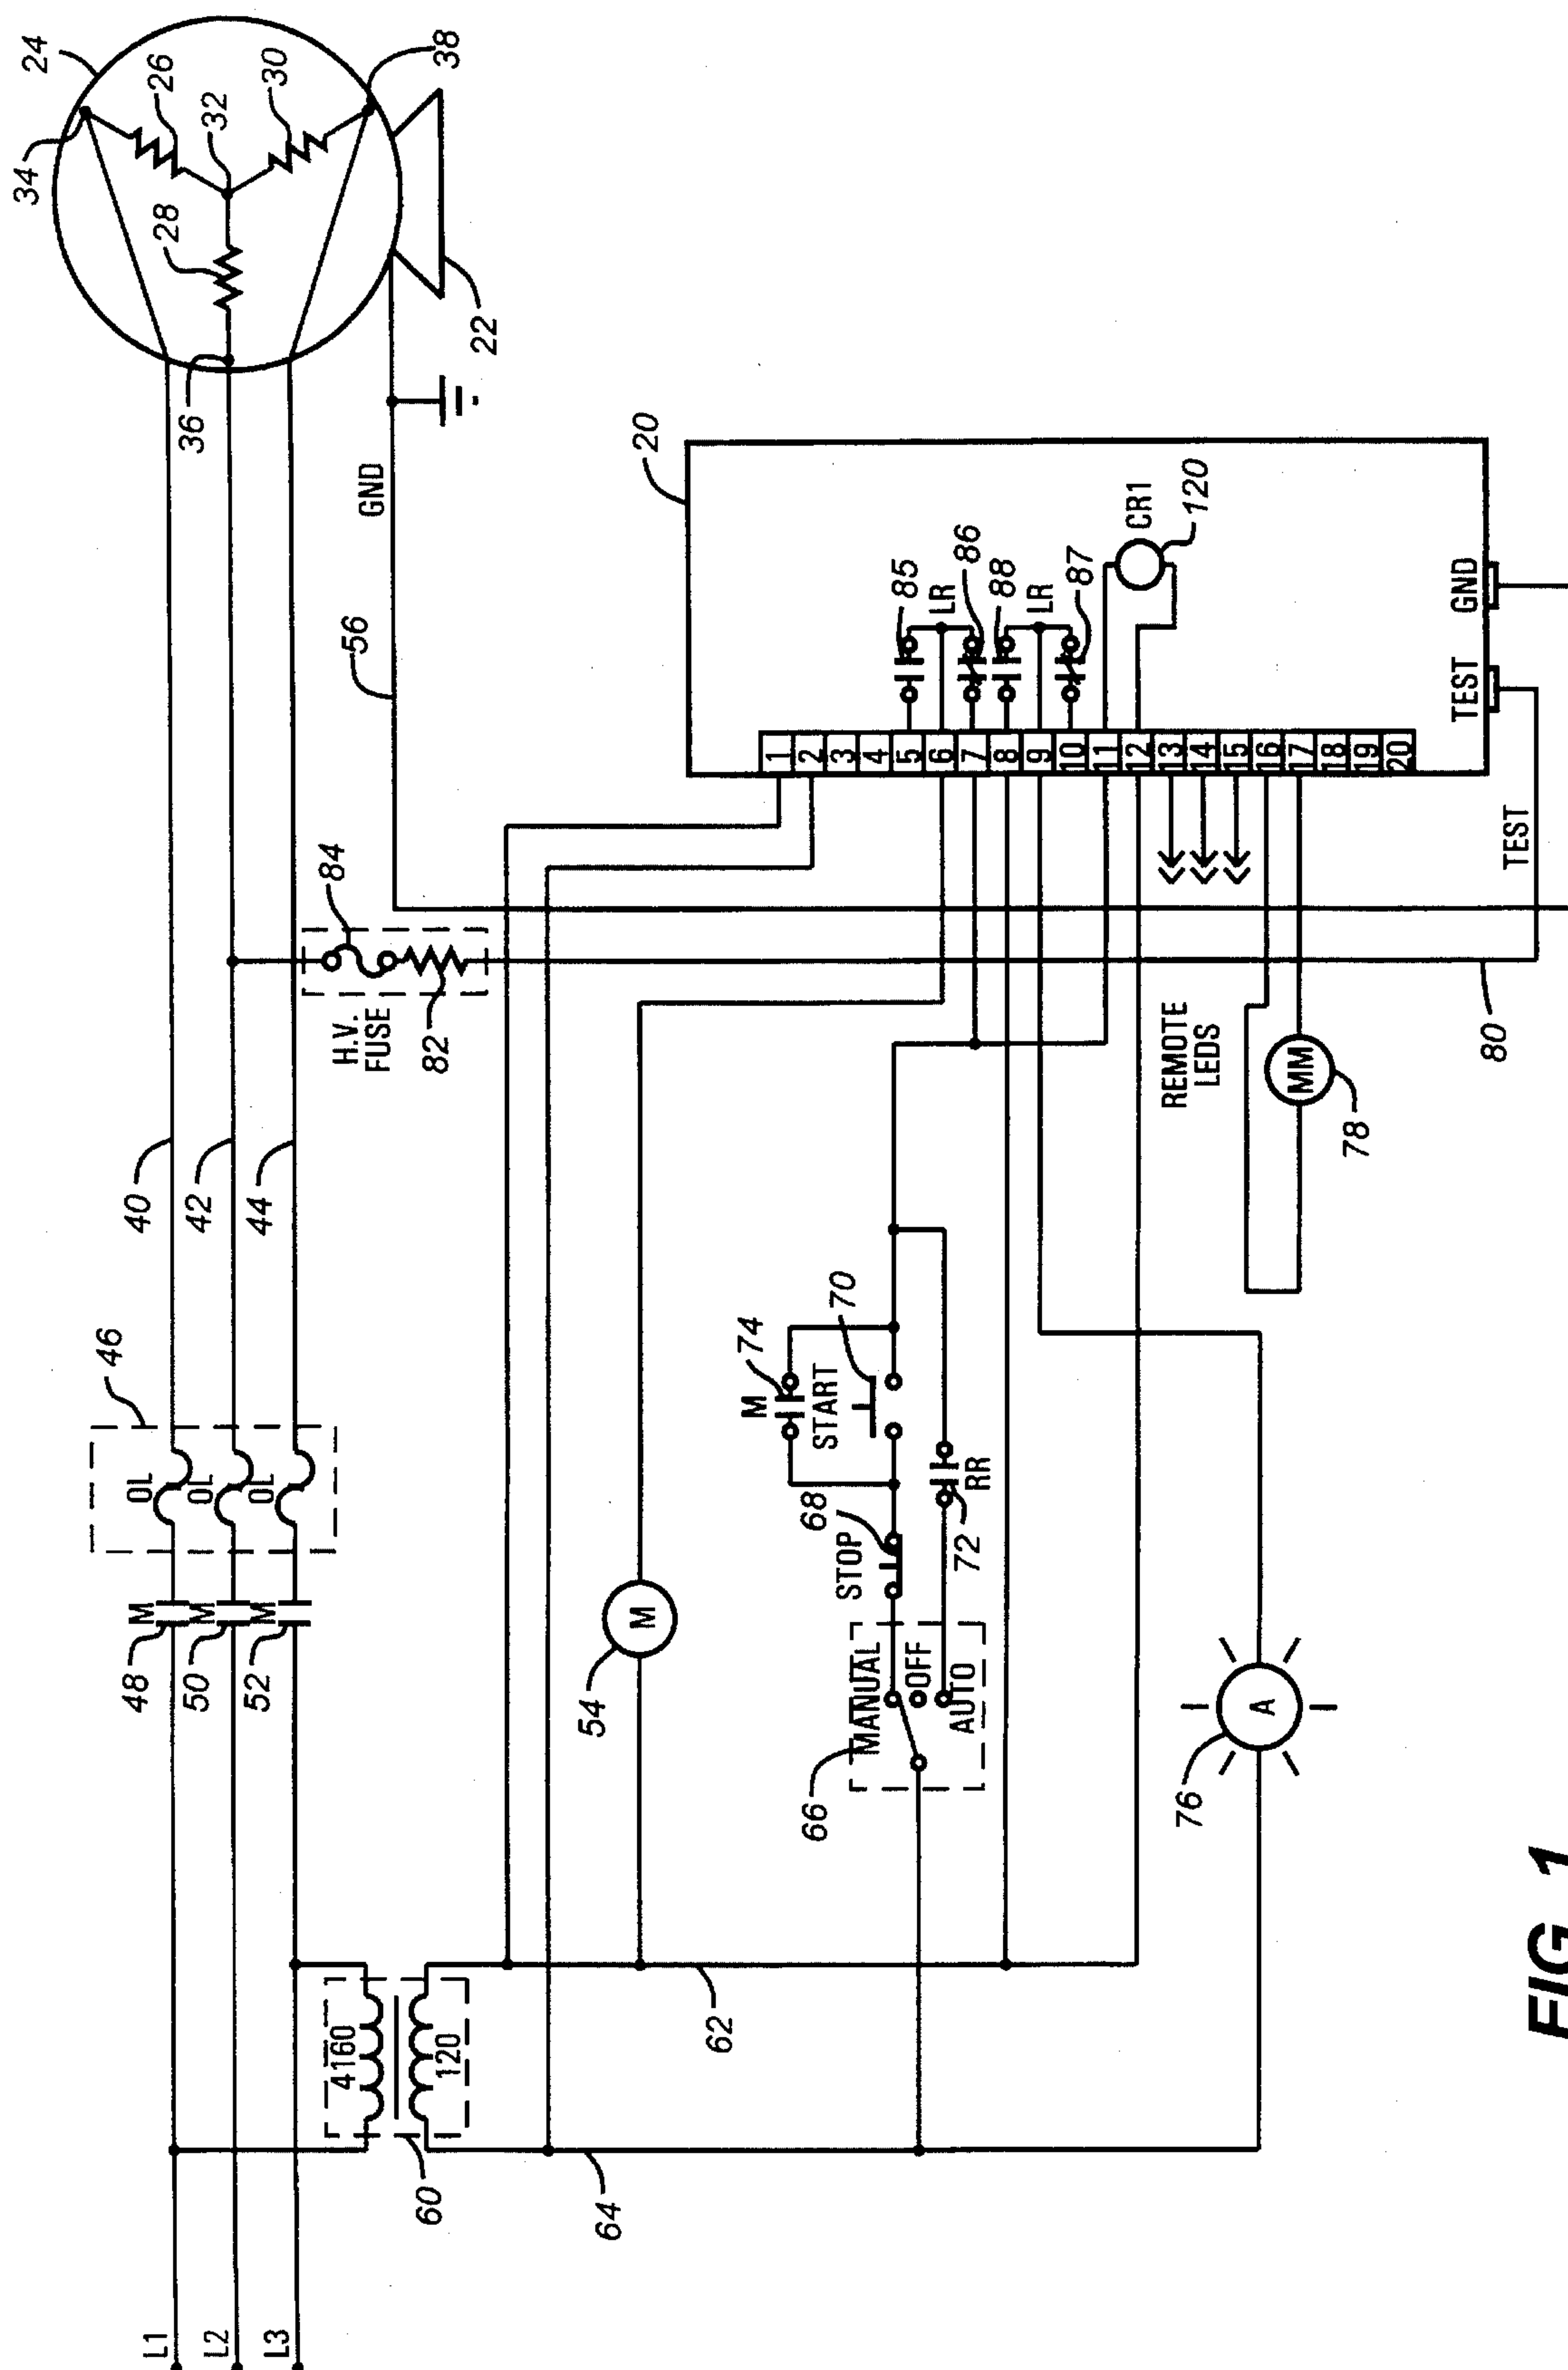 24
34
26
32
30
38
28
36
22
GND
20
85
LR
86
88
LR
87
CR1
120
56
1
2
3
4
5
6
7
8
9
10
11
12
13
14
15
16
17
18
19
20
TEST
GND
TEST
84
H.V.
FUSE
82
REMOTE
LEDS
80
MM
78
40
42
44
46
OL
OL
OL
M
M
M
48
50
52
M
54
M
74
START
70
STOP
68
72
RR
MANUAL
OFF
AUTO
66
A
76
4160
120
60
62
64
L1
L2
L3
FIG. 1